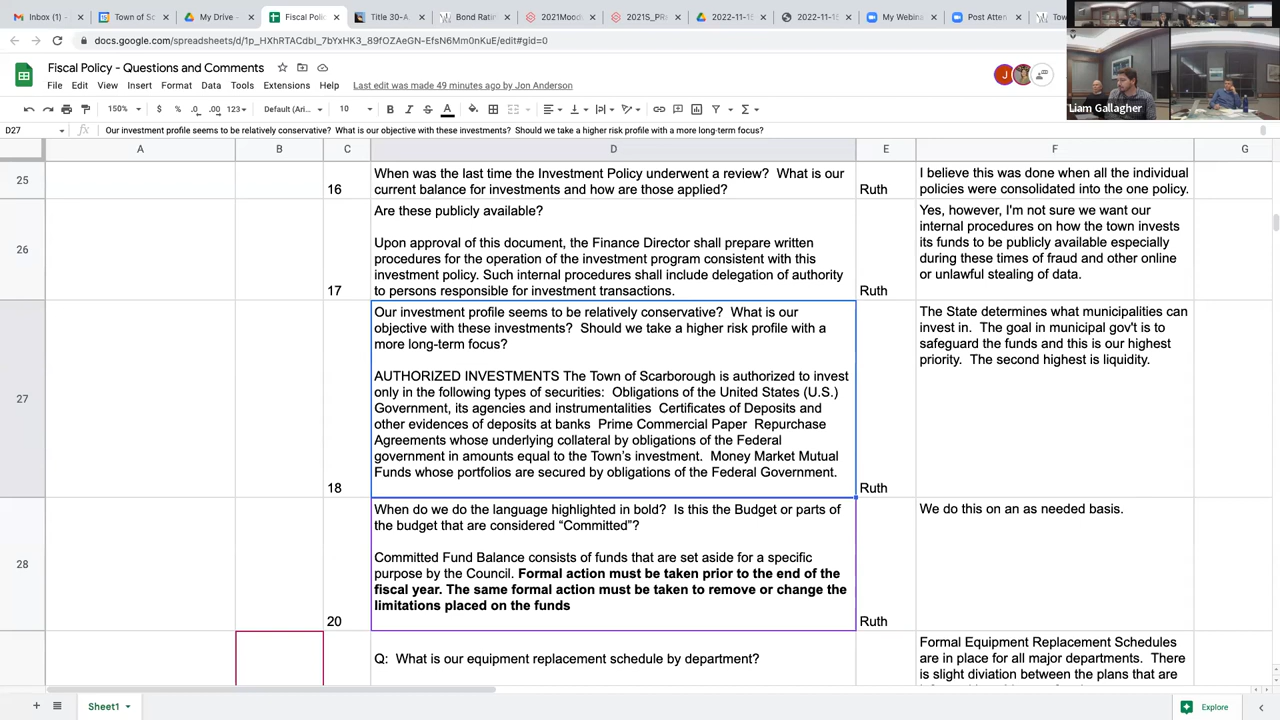 Inbox (1)
Town of Sc
My Drive -
Fiscal Poli
Title 30-A
Bond Ratin
2021Mood
2021S_PR
2022-11-15
2022-11-15
My Webina
Post Atten
Tow
docs.google.com/spreadsheets/d/1p_HXhRTACdbI_7bYxHK3_89fOZAeGN-EfsN6Mm0nKuE/edit#gid=0
Fiscal Policy - Questions and Comments
File Edit View Insert Format Data Tools Extensions Help Last edit was made 49 minutes ago by Jon Anderson
J
Liam Gallagher
150% $ % .0 .00 123 Default (Ari... 10 B I S A
D27 fx Our investment profile seems to be relatively conservative? What is our objective with these investments? Should we take a higher risk profile with a more long-term focus?
A B C D E F G
25
16
When was the last time the Investment Policy underwent a review? What is our
current balance for investments and how are those applied?
Ruth
I believe this was done when all the individual
policies were consolidated into the one policy.
26
17
Are these publicly available?
Upon approval of this document, the Finance Director shall prepare written
procedures for the operation of the investment program consistent with this
investment policy. Such internal procedures shall include delegation of authority
to persons responsible for investment transactions.
Ruth
Yes, however, I'm not sure we want our
internal procedures on how the town invests
its funds to be publicly available especially
during these times of fraud and other online
or unlawful stealing of data.
27
18
Our investment profile seems to be relatively conservative? What is our
objective with these investments? Should we take a higher risk profile with a
more long-term focus?
AUTHORIZED INVESTMENTS The Town of Scarborough is authorized to invest
only in the following types of securities: Obligations of the United States (U.S.)
Government, its agencies and instrumentalities Certificates of Deposits and
other evidences of deposits at banks Prime Commercial Paper Repurchase
Agreements whose underlying collateral by obligations of the Federal
government in amounts equal to the Town's investment. Money Market Mutual
Funds whose portfolios are secured by obligations of the Federal Government.
Ruth
The State determines what municipalities can
invest in. The goal in municipal gov't is to
safeguard the funds and this is our highest
priority. The second highest is liquidity.
28
20
When do we do the language highlighted in bold? Is this the Budget or parts of
the budget that are considered “Committed”?
Committed Fund Balance consists of funds that are set aside for a specific
purpose by the Council. Formal action must be taken prior to the end of the
fiscal year. The same formal action must be taken to remove or change the
limitations placed on the funds
Ruth
We do this on an as needed basis.
Q: What is our equipment replacement schedule by department?
Formal Equipment Replacement Schedules
are in place for all major departments. There
is slight diviation between the plans that are
Sheet1
Explore